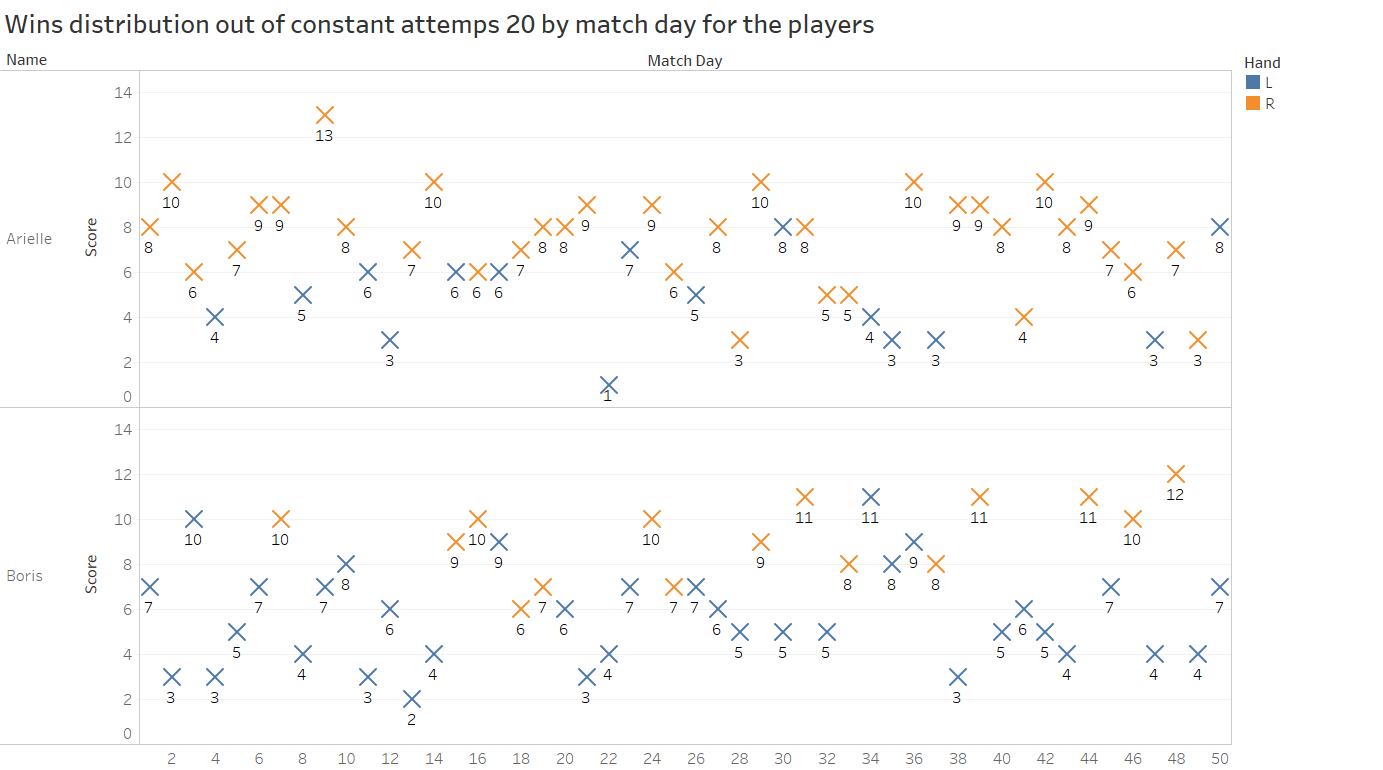 Wins distribution out of constant attemps 20 by match day for the players
Name
Match Day
Hand
L
R
14
12 13
10
10 10 10 10 10
8 9 9 9 9 9 9 9
Arielle
Score
8 8 8 8 8 8 8 8 8 8
6 7 7 7 7 7 7
6 6 6 6 6 6 6
4 5 5 5 5
4 4 4
2 3 3 3 3 3 3
0 1
14
12
12
10 11 11 11 11
10 10 10 10 10
8 9 9 9 9
Boris
Score
8 8 8 8
6 7 7 7 7 7 7 7 7 7
6 6 6 6 6
4 5 5 5 5 5 5
4 4 4 4 4 4
2 3 3 3 3 3
2
0
2 4 6 8 10 12 14 16 18 20 22 24 26 28 30 32 34 36 38 40 42 44 46 48 50